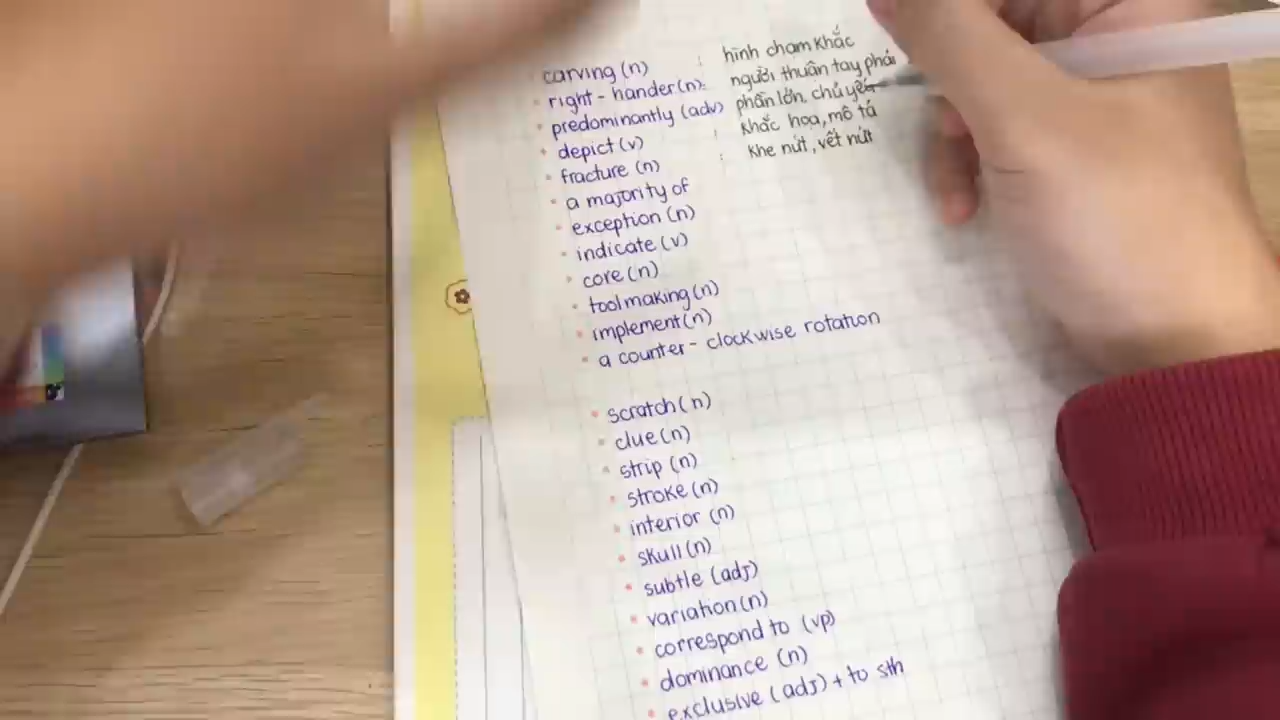 carving (n) : hình chạm khắc
right - hander (n): người thuận tay phải
predominantly (adv) phần lớn, chủ yếu
depict (v) : khắc họa, mô tả
fracture (n) : khe nứt, vết nứt
a majority of
exception (n)
indicate (v)
core (n)
toolmaking (n)
implement (n)
a counter - clockwise rotation
scratch (n)
clue (n)
strip (n)
stroke (n)
interior (n)
skull (n)
subtle (adj)
variation (n)
correspond to (vp)
dominance (n)
exclusive (adj) + to sth